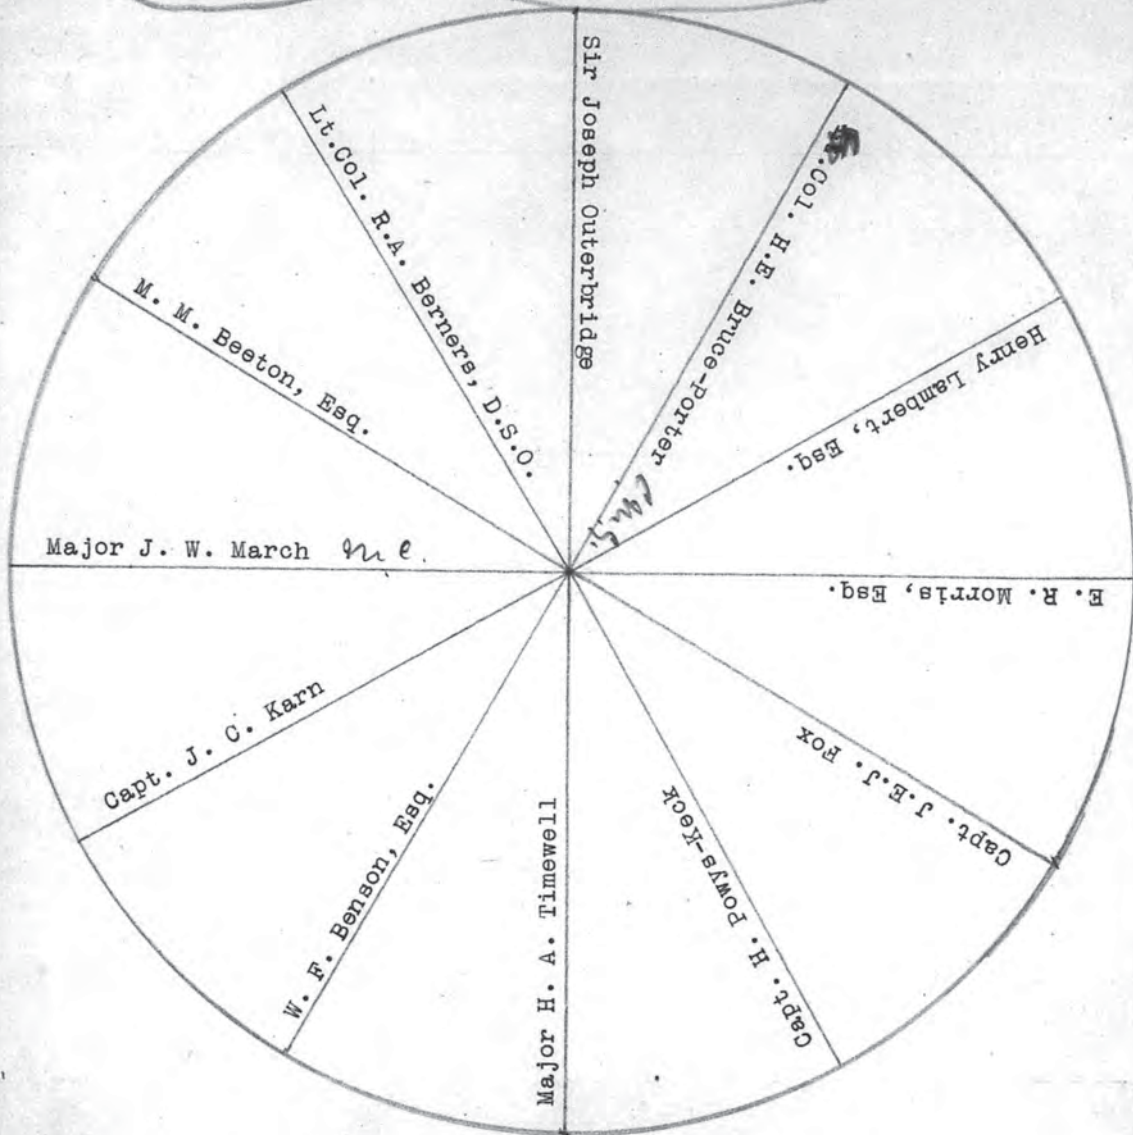 Sir Joseph Outerbridge
.Col. H.E. Bruce-Porter C.M.G.
Henry Lambert, Esq.
E. R. Morris, Esq.
Capt. J.E.J. Fox
Capt. H. Powys-Keck
Major H. A. Timewell
W. F. Benson, Esq.
Capt. J. C. Karn
Major J. W. March M C.
M. M. Beeton, Esq.
Lt.Col. R.A. Berners, D.S.O.